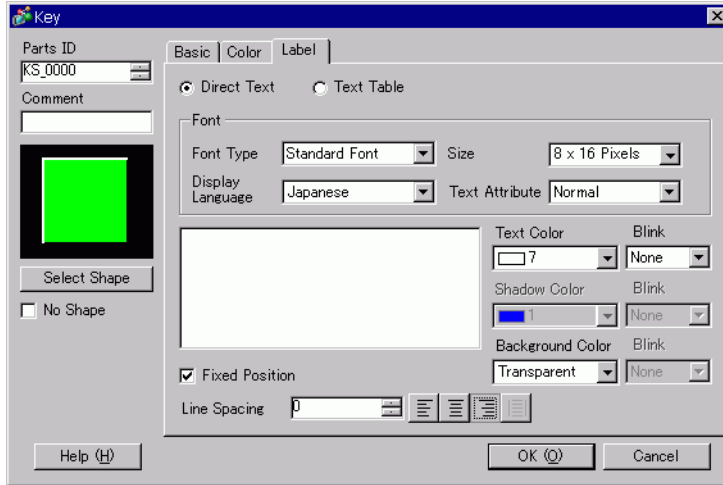 Key
Parts ID
KS_0000
Comment
Select Shape
No Shape
Basic
Color
Label
Direct Text
Text Table
Font
Font Type
Standard Font
Size
8 x 16 Pixels
Display
Language
Japanese
Text Attribute
Normal
Text Color
Blink
7
None
Shadow Color
Blink
1
None
Background Color
Blink
Transparent
None
Fixed Position
Line Spacing
0
Help (H)
OK (O)
Cancel